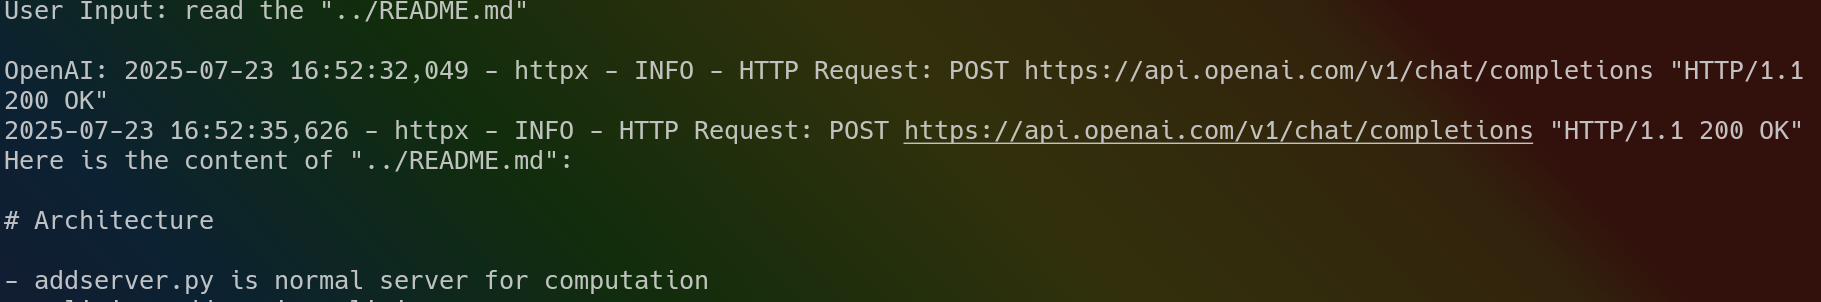 User Input: read the "../README.md"
OpenAI: 2025-07-23 16:52:32,049 - httpx - INFO - HTTP Request: POST https://api.openai.com/v1/chat/completions "HTTP/1.1
200 OK"
2025-07-23 16:52:35,626 - httpx - INFO - HTTP Request: POST https://api.openai.com/v1/chat/completions "HTTP/1.1 200 OK"
Here is the content of "../README.md":
# Architecture
- addserver.py is normal server for computation